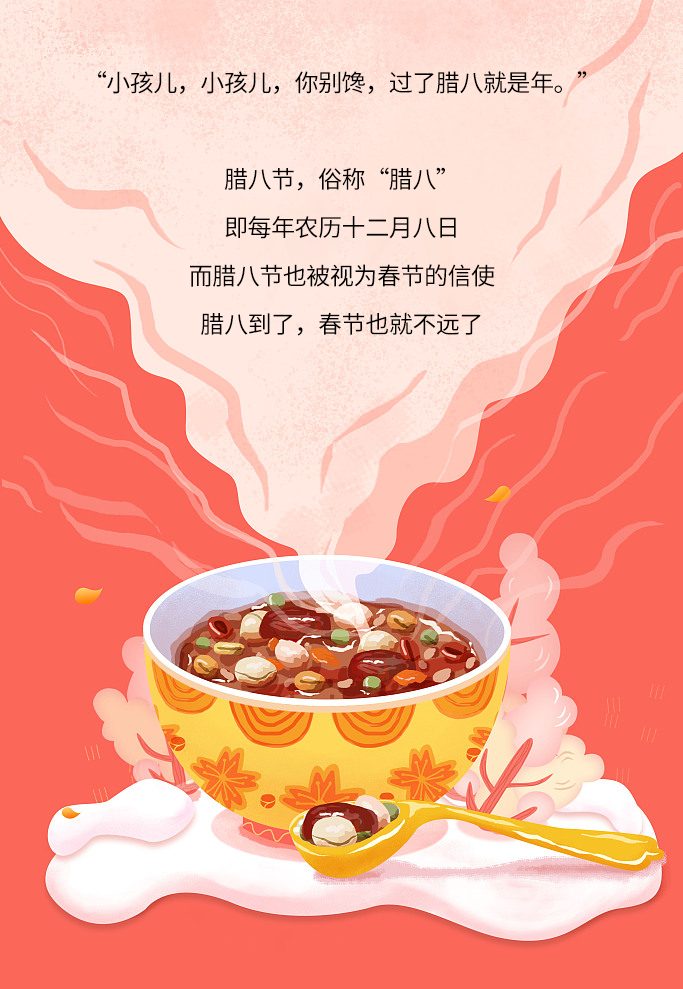 “小孩儿，小孩儿，你别馋，过了腊八就是年。”
腊八节，俗称“腊八”
即每年农历十二月八日
而腊八节也被视为春节的信使
腊八到了，春节也就不远了